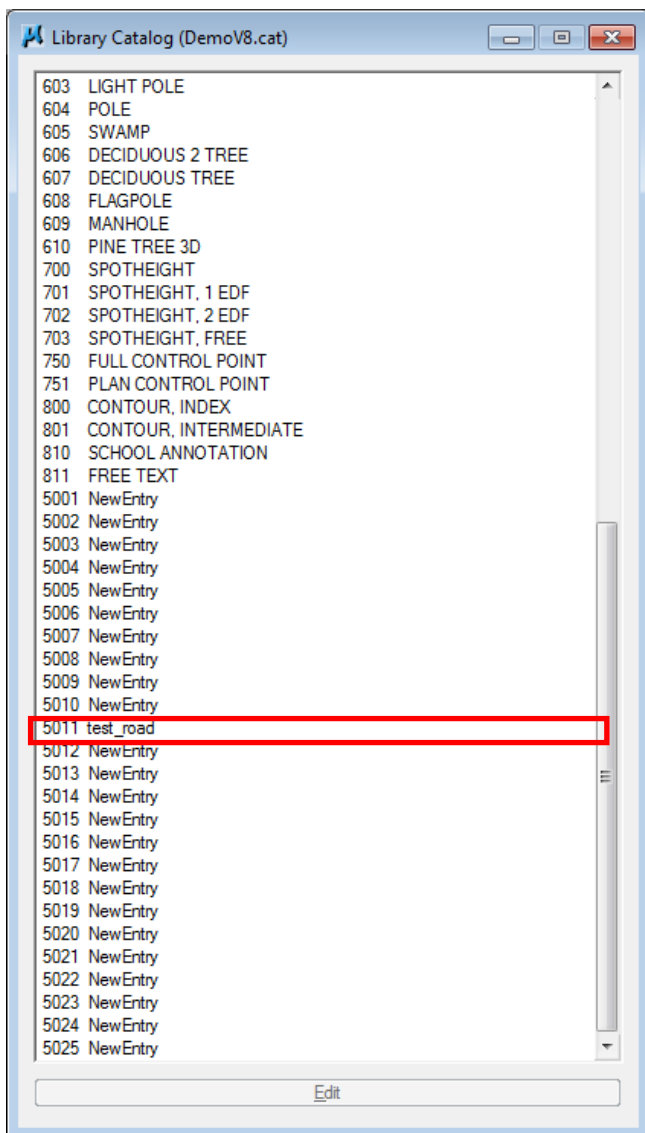 Library Catalog (DemoV8.cat)
603 LIGHT POLE
604 POLE
605 SWAMP
606 DECIDUOUS 2 TREE
607 DECIDUOUS TREE
608 FLAGPOLE
609 MANHOLE
610 PINE TREE 3D
700 SPOTHEIGHT
701 SPOTHEIGHT, 1 EDF
702 SPOTHEIGHT, 2 EDF
703 SPOTHEIGHT, FREE
750 FULL CONTROL POINT
751 PLAN CONTROL POINT
800 CONTOUR, INDEX
801 CONTOUR, INTERMEDIATE
810 SCHOOL ANNOTATION
811 FREE TEXT
5001 NewEntry
5002 NewEntry
5003 NewEntry
5004 NewEntry
5005 NewEntry
5006 NewEntry
5007 NewEntry
5008 NewEntry
5009 NewEntry
5010 NewEntry
5011 test_road
5012 NewEntry
5013 NewEntry
5014 NewEntry
5015 NewEntry
5016 NewEntry
5017 NewEntry
5018 NewEntry
5019 NewEntry
5020 NewEntry
5021 NewEntry
5022 NewEntry
5023 NewEntry
5024 NewEntry
5025 NewEntry
Edit